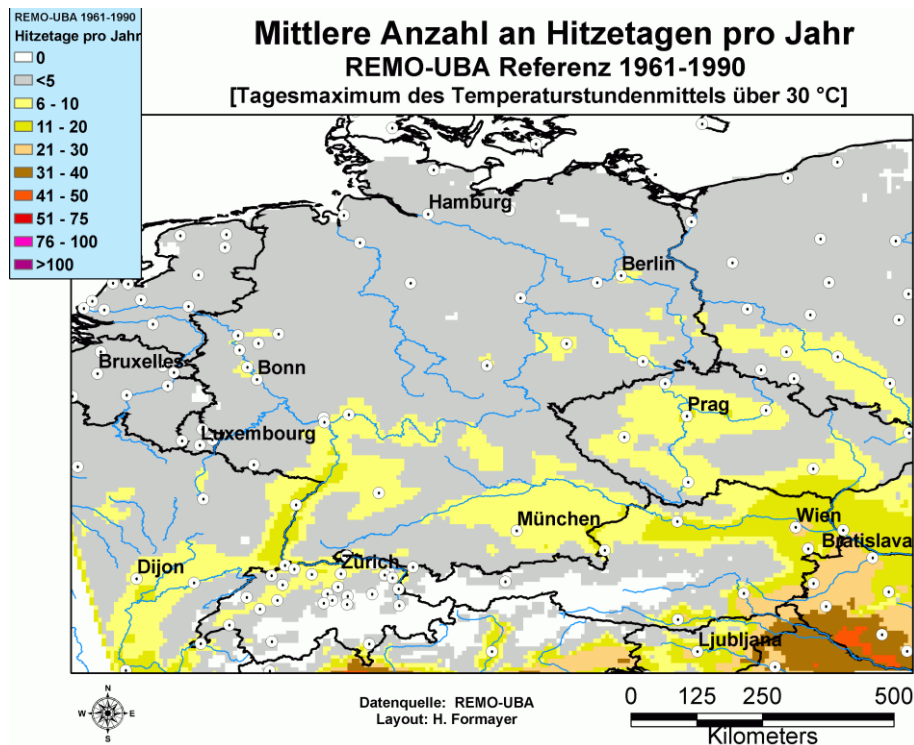 REMO-UBA 1961-1990
Hitzetage pro Jahr
0
<5
6 - 10
11 - 20
21 - 30
31 - 40
41 - 50
51 - 75
76 - 100
>100
Mittlere Anzahl an Hitzetagen pro Jahr
REMO-UBA Referenz 1961-1990
[Tagesmaximum des Temperaturstundenmittels über 30 °C]
Hamburg
Berlin
Bruxelles
Bonn
Prag
Luxembourg
München
Wien
Bratislava
Dijon
Zürich
Ljubljana
N
W
E
S
Datenquelle: REMO-UBA
Layout: H. Formayer
0 125 250 500
Kilometers